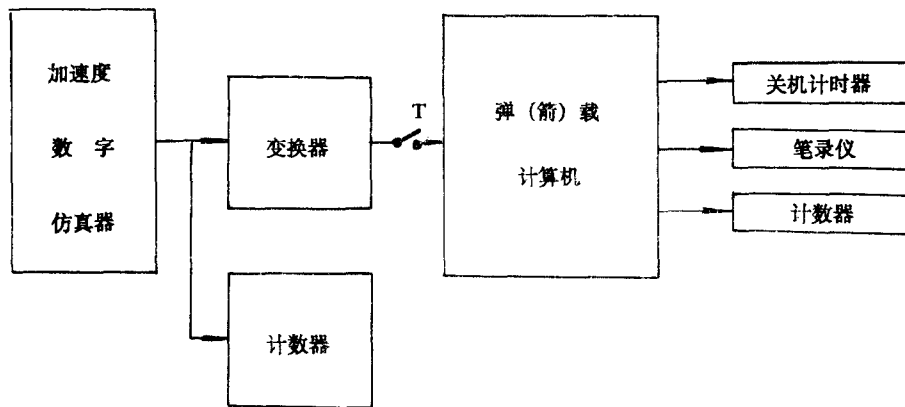 加速度
数 字
仿真器
变换器
计数器
T
弹（箭）载
计算机
关机计时器
笔录仪
计数器